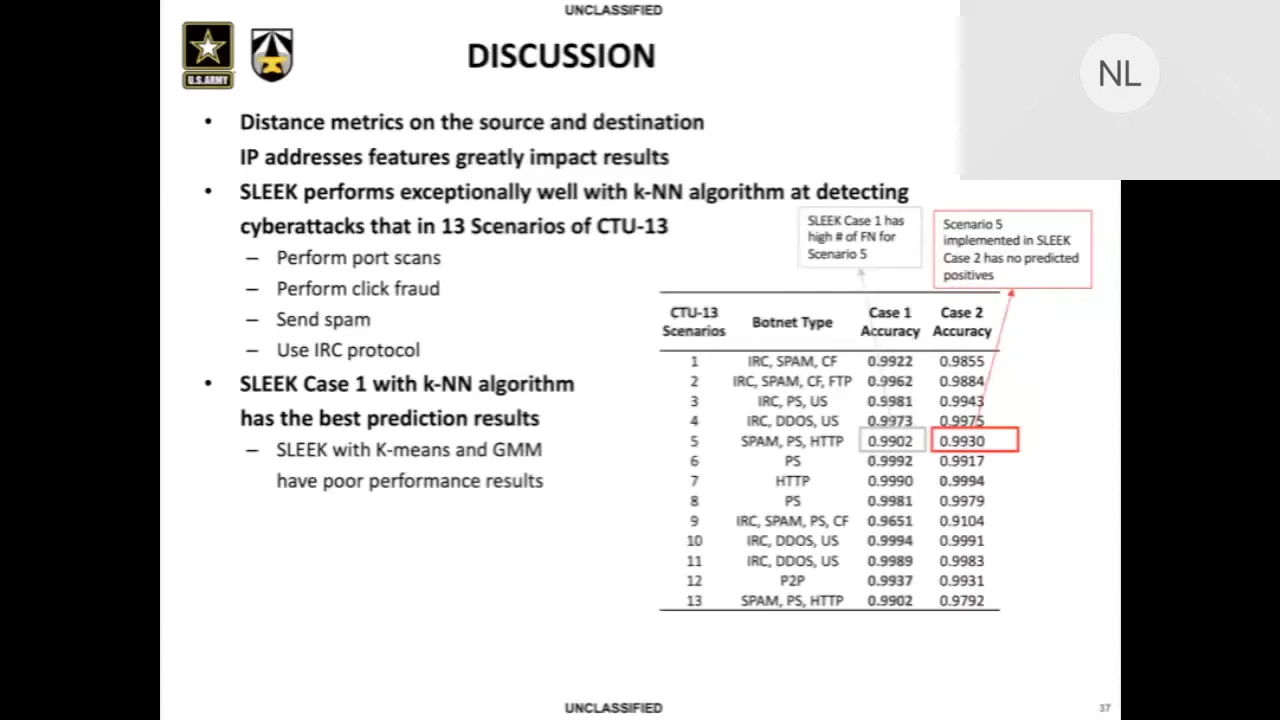 UNCLASSIFIED
U.S.ARMY
DISCUSSION
NL
• Distance metrics on the source and destination
IP addresses features greatly impact results
• SLEEK performs exceptionally well with k-NN algorithm at detecting
cyberattacks that in 13 Scenarios of CTU-13
– Perform port scans
– Perform click fraud
– Send spam
– Use IRC protocol
• SLEEK Case 1 with k-NN algorithm
has the best prediction results
– SLEEK with K-means and GMM
have poor performance results
SLEEK Case 1 has
high # of FN for
Scenario 5
Scenario 5
implemented in SLEEK
Case 2 has no predicted
positives
CTU-13 Scenarios Botnet Type Case 1 Accuracy Case 2 Accuracy
1 IRC, SPAM, CF 0.9922 0.9855
2 IRC, SPAM, CF, FTP 0.9962 0.9884
3 IRC, PS, US 0.9981 0.9943
4 IRC, DDOS, US 0.9973 0.9975
5 SPAM, PS, HTTP 0.9902 0.9930
6 PS 0.9992 0.9917
7 HTTP 0.9990 0.9994
8 PS 0.9981 0.9979
9 IRC, SPAM, PS, CF 0.9651 0.9104
10 IRC, DDOS, US 0.9994 0.9991
11 IRC, DDOS, US 0.9989 0.9983
12 P2P 0.9937 0.9931
13 SPAM, PS, HTTP 0.9902 0.9792
UNCLASSIFIED
37